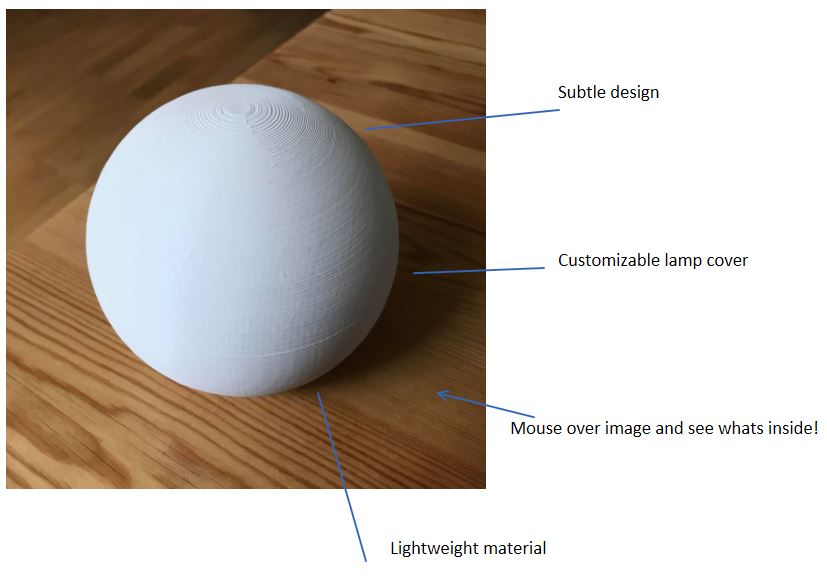 Subtle design
Customizable lamp cover
Mouse over image and see whats inside!
Lightweight material